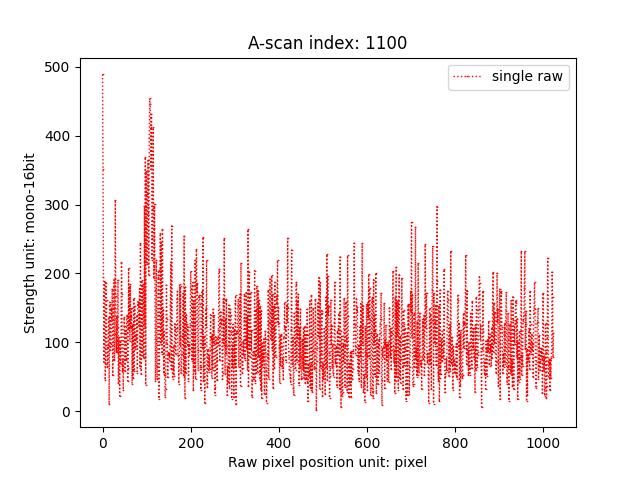 A-scan index: 1100
single raw
500
400
300
200
100
0
Strength unit: mono-16bit
0 200 400 600 800 1000
Raw pixel position unit: pixel